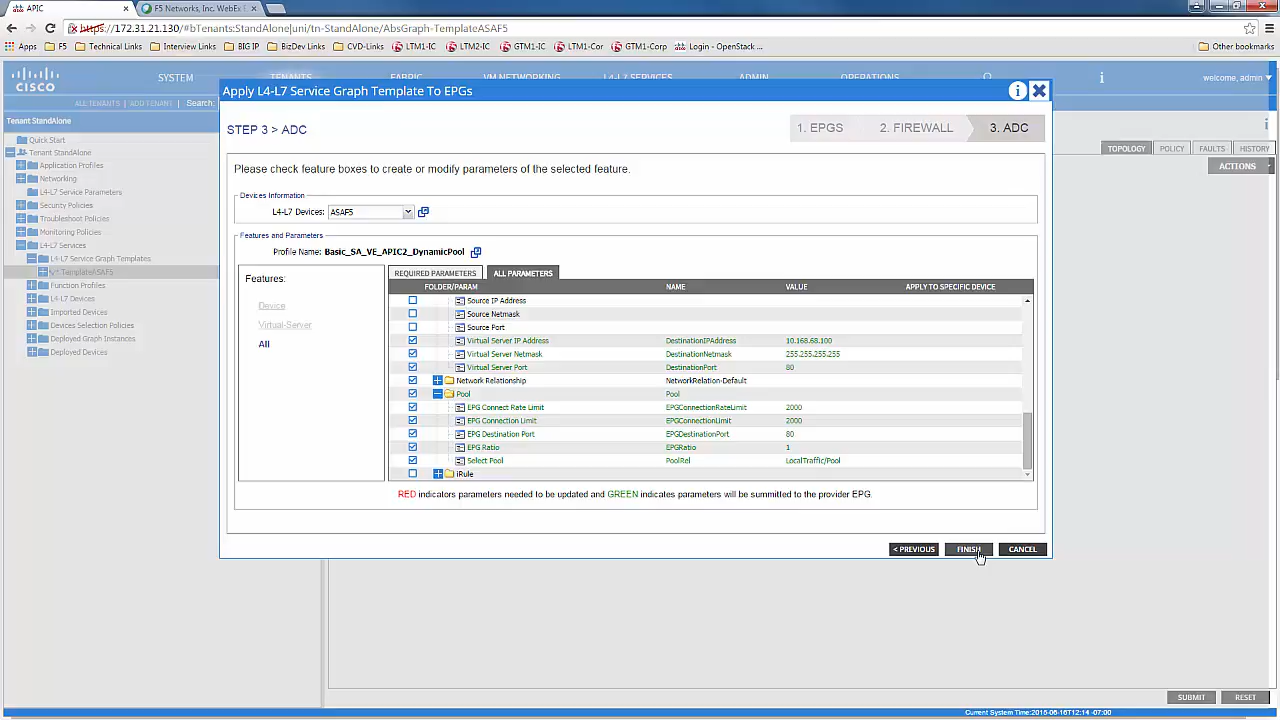 APIC
F5 Networks, Inc. WebEx E
https://172.31.21.130/#bTenants:StandAlone|uni/tn-StandAlone/AbsGraph-TemplateASAF5
Apps F5 Technical Links Interview Links BIG IP BizDev Links CVD-Links LTM1-IC LTM2-IC GTM1-IC LTM1-Cor GTM1-Corp Login - OpenStack ... Other bookmarks
CISCO SYSTEM TENANTS FABRIC VM NETWORKING L4-L7 SERVICES ADMIN OPERATIONS welcome, admin
ALL TENANTS | ADD TENANT | Search:
Tenant StandAlone
Quick Start
Tenant StandAlone
Application Profiles
Networking
L4-L7 Service Parameters
Security Policies
Troubleshoot Policies
Monitoring Policies
L4-L7 Services
L4-L7 Service Graph Templates
TemplateASAF5
Function Profiles
L4-L7 Devices
Imported Devices
Devices Selection Policies
Deployed Graph Instances
Deployed Devices
TOPOLOGY POLICY FAULTS HISTORY
ACTIONS
Apply L4-L7 Service Graph Template To EPGs
STEP 3 > ADC
1. EPGS 2. FIREWALL 3. ADC
Please check feature boxes to create or modify parameters of the selected feature.
Devices Information
L4-L7 Devices: ASAF5
Features and Parameters
Profile Name: Basic_SA_VE_APIC2_DynamicPool
Features:
Device
Virtual-Server
All
REQUIRED PARAMETERS ALL PARAMETERS
FOLDER/PARAM NAME VALUE APPLY TO SPECIFIC DEVICE
Source IP Address
Source Netmask
Source Port
Virtual Server IP Address DestinationIPAddress 10.168.68.100
Virtual Server Netmask DestinationNetmask 255.255.255.255
Virtual Server Port DestinationPort 80
Network Relationship NetworkRelation-Default
Pool Pool
EPG Connect Rate Limit EPGConnectionRateLimit 2000
EPG Connection Limit EPGConnectionLimit 2000
EPG Destination Port EPGDestinationPort 80
EPG Ratio EPGRatio 1
Select Pool PoolRel LocalTraffic/Pool
iRule
RED indicators parameters needed to be updated and GREEN indicates parameters will be summitted to the provider EPG.
< PREVIOUS FINISH CANCEL
SUBMIT RESET
Current System Time:2015-06-16T12:14 -07:00